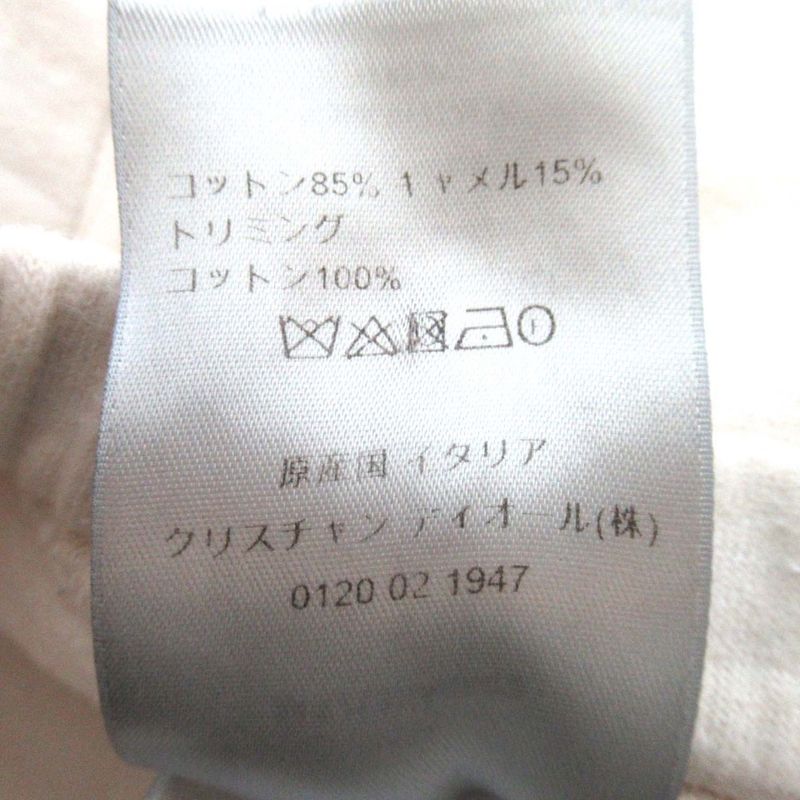 コットン85% キャメル15%
トリミング
コットン100%
原産国 イタリア
クリスチャン ディオール(株)
0120 02 1947